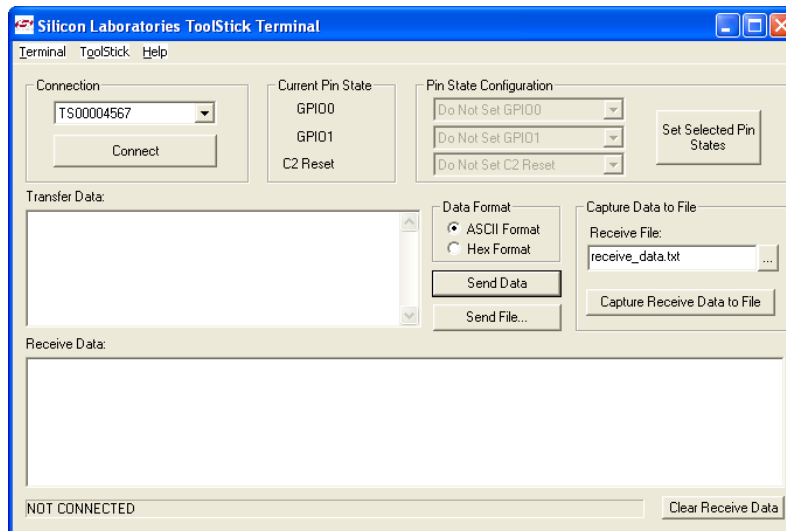 Silicon Laboratories ToolStick Terminal
Terminal ToolStick Help
Connection
TS00004567
Connect
Current Pin State
GPIO0
GPIO1
C2 Reset
Pin State Configuration
Do Not Set GPIO0
Do Not Set GPIO1
Do Not Set C2 Reset
Set Selected Pin
States
Transfer Data:
Data Format
ASCII Format
Hex Format
Send Data
Send File...
Capture Data to File
Receive File:
receive_data.txt
...
Capture Receive Data to File
Receive Data:
NOT CONNECTED
Clear Receive Data